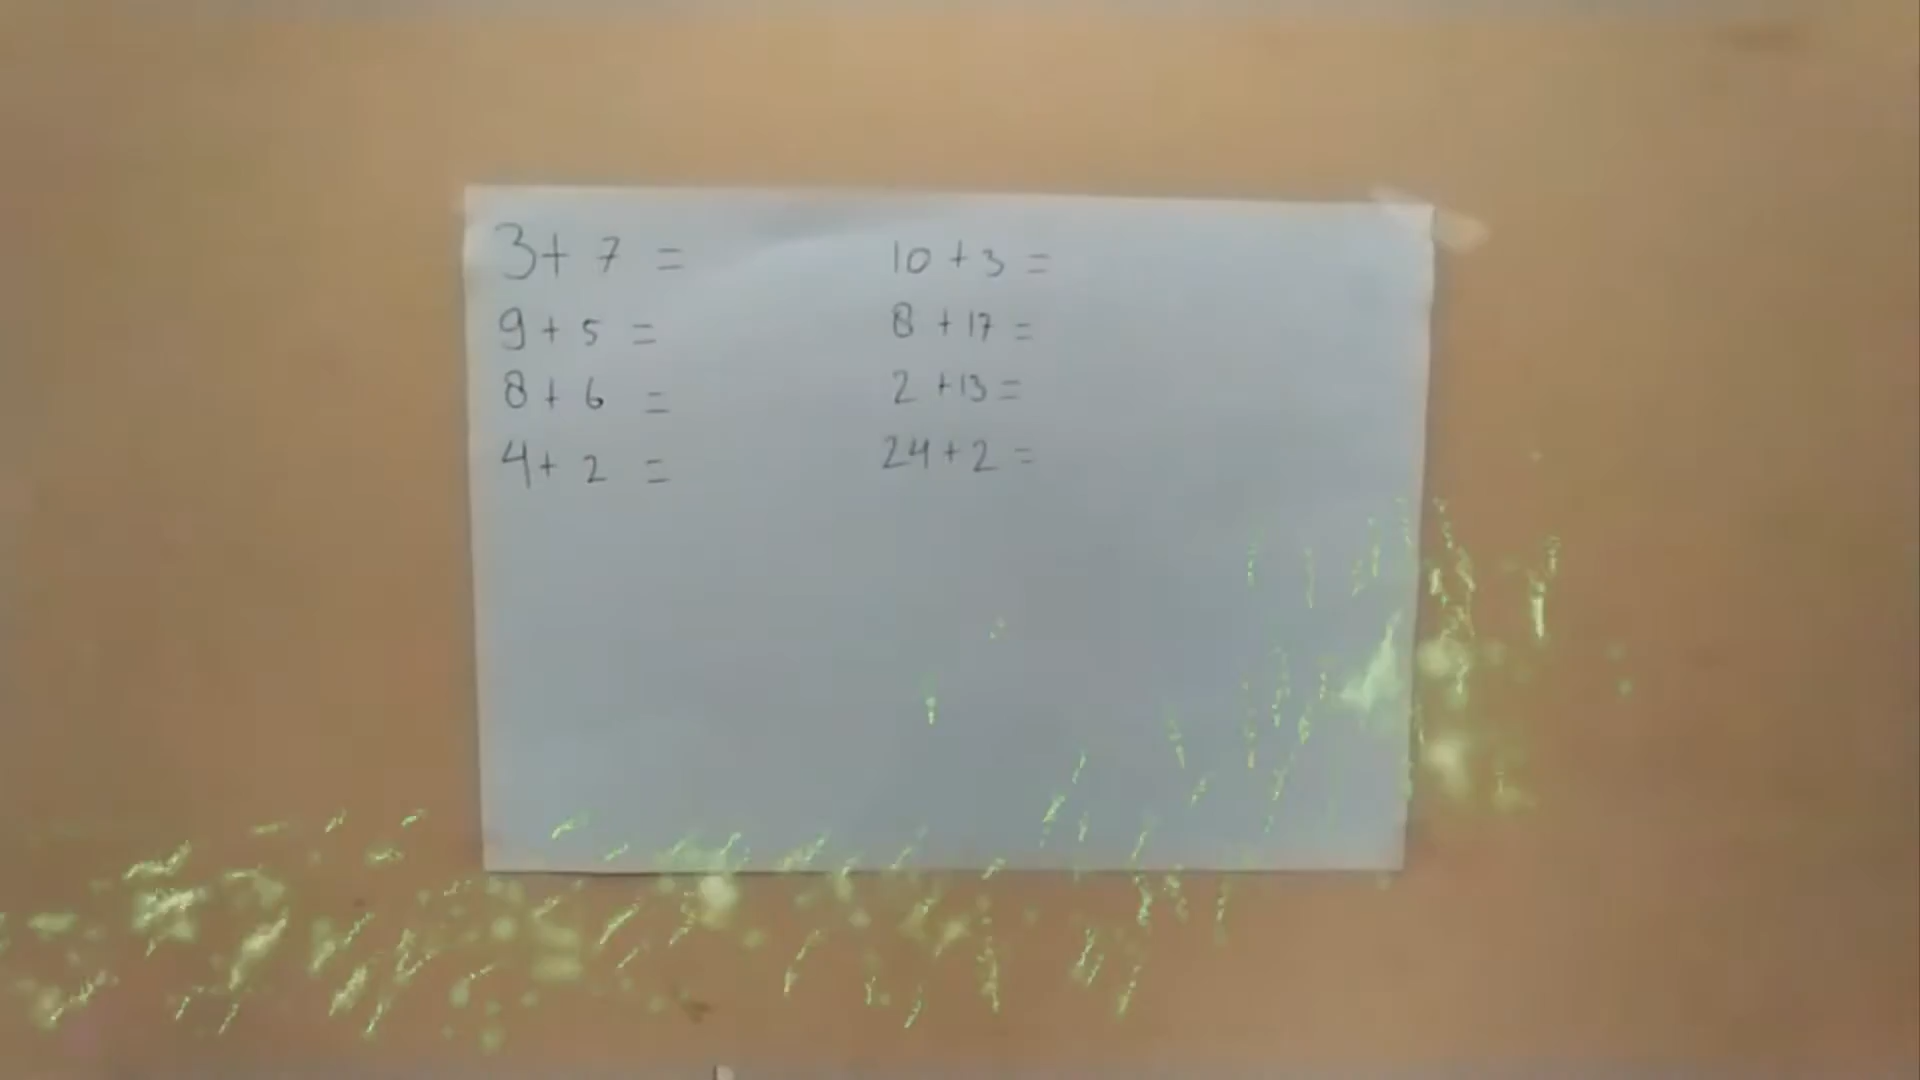 3+ 7 =
9 + 5 =
8 + 6 =
4+ 2 =
10 + 3 =
8 + 17 =
2 +13 =
24 + 2 =